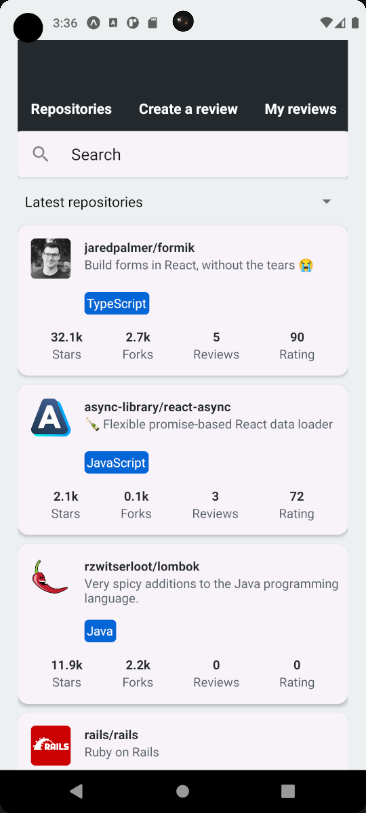 3:36
Repositories Create a review My reviews
Search
Latest repositories
jaredpalmer/formik
Build forms in React, without the tears 😭
TypeScript
32.1k 2.7k 5 90
Stars Forks Reviews Rating
async-library/react-async
🍾 Flexible promise-based React data loader
JavaScript
2.1k 0.1k 3 72
Stars Forks Reviews Rating
rzwitserloot/lombok
Very spicy additions to the Java programming
language.
Java
11.9k 2.2k 0 0
Stars Forks Reviews Rating
RAILS
rails/rails
Ruby on Rails